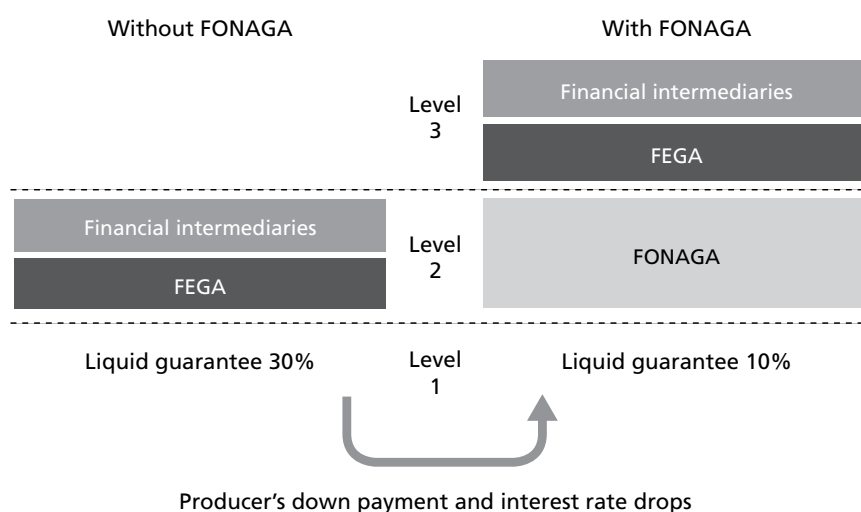 Without FONAGA
With FONAGA
Level
3
Financial intermediaries
FEGA
Financial intermediaries
FEGA
Level
2
FONAGA
Liquid guarantee 30%
Level
1
Liquid guarantee 10%
Producer's down payment and interest rate drops